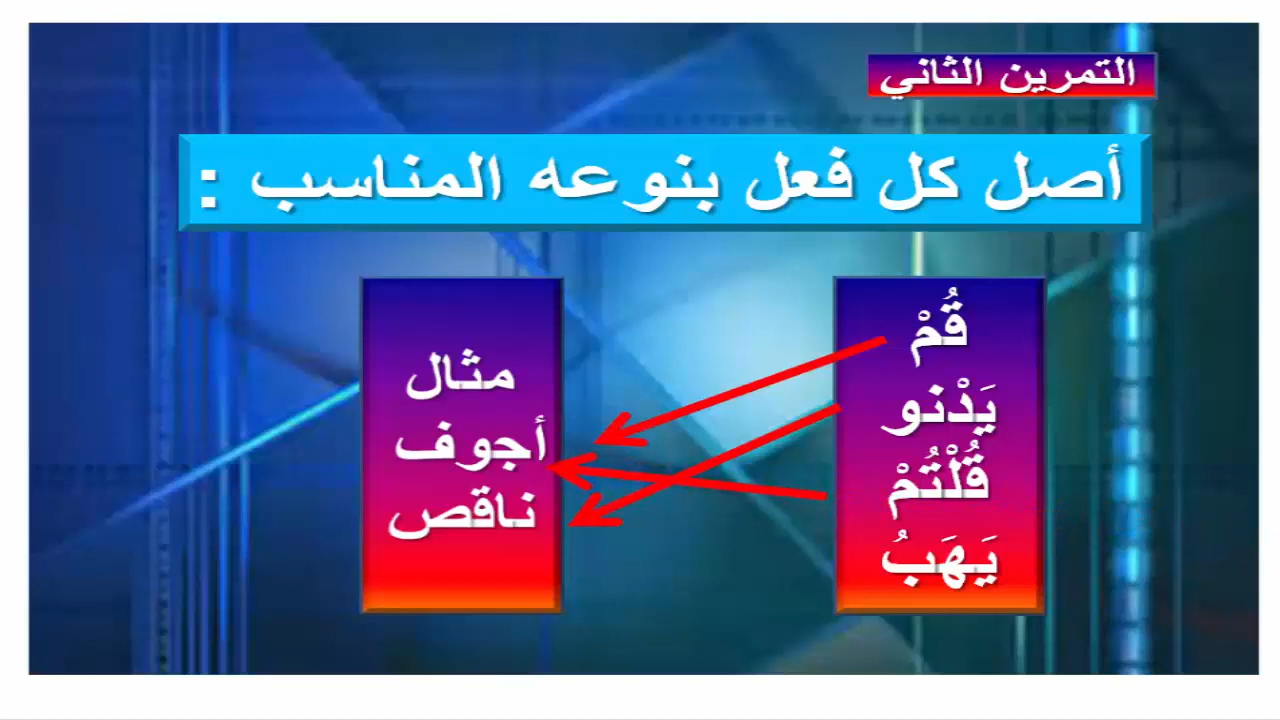 التمرين الثاني
أصل كل فعل بنوعه المناسب :
قُمْ
يَدْنو
قُلْتُمْ
يَهَبُ
مثال
أجوف
ناقص